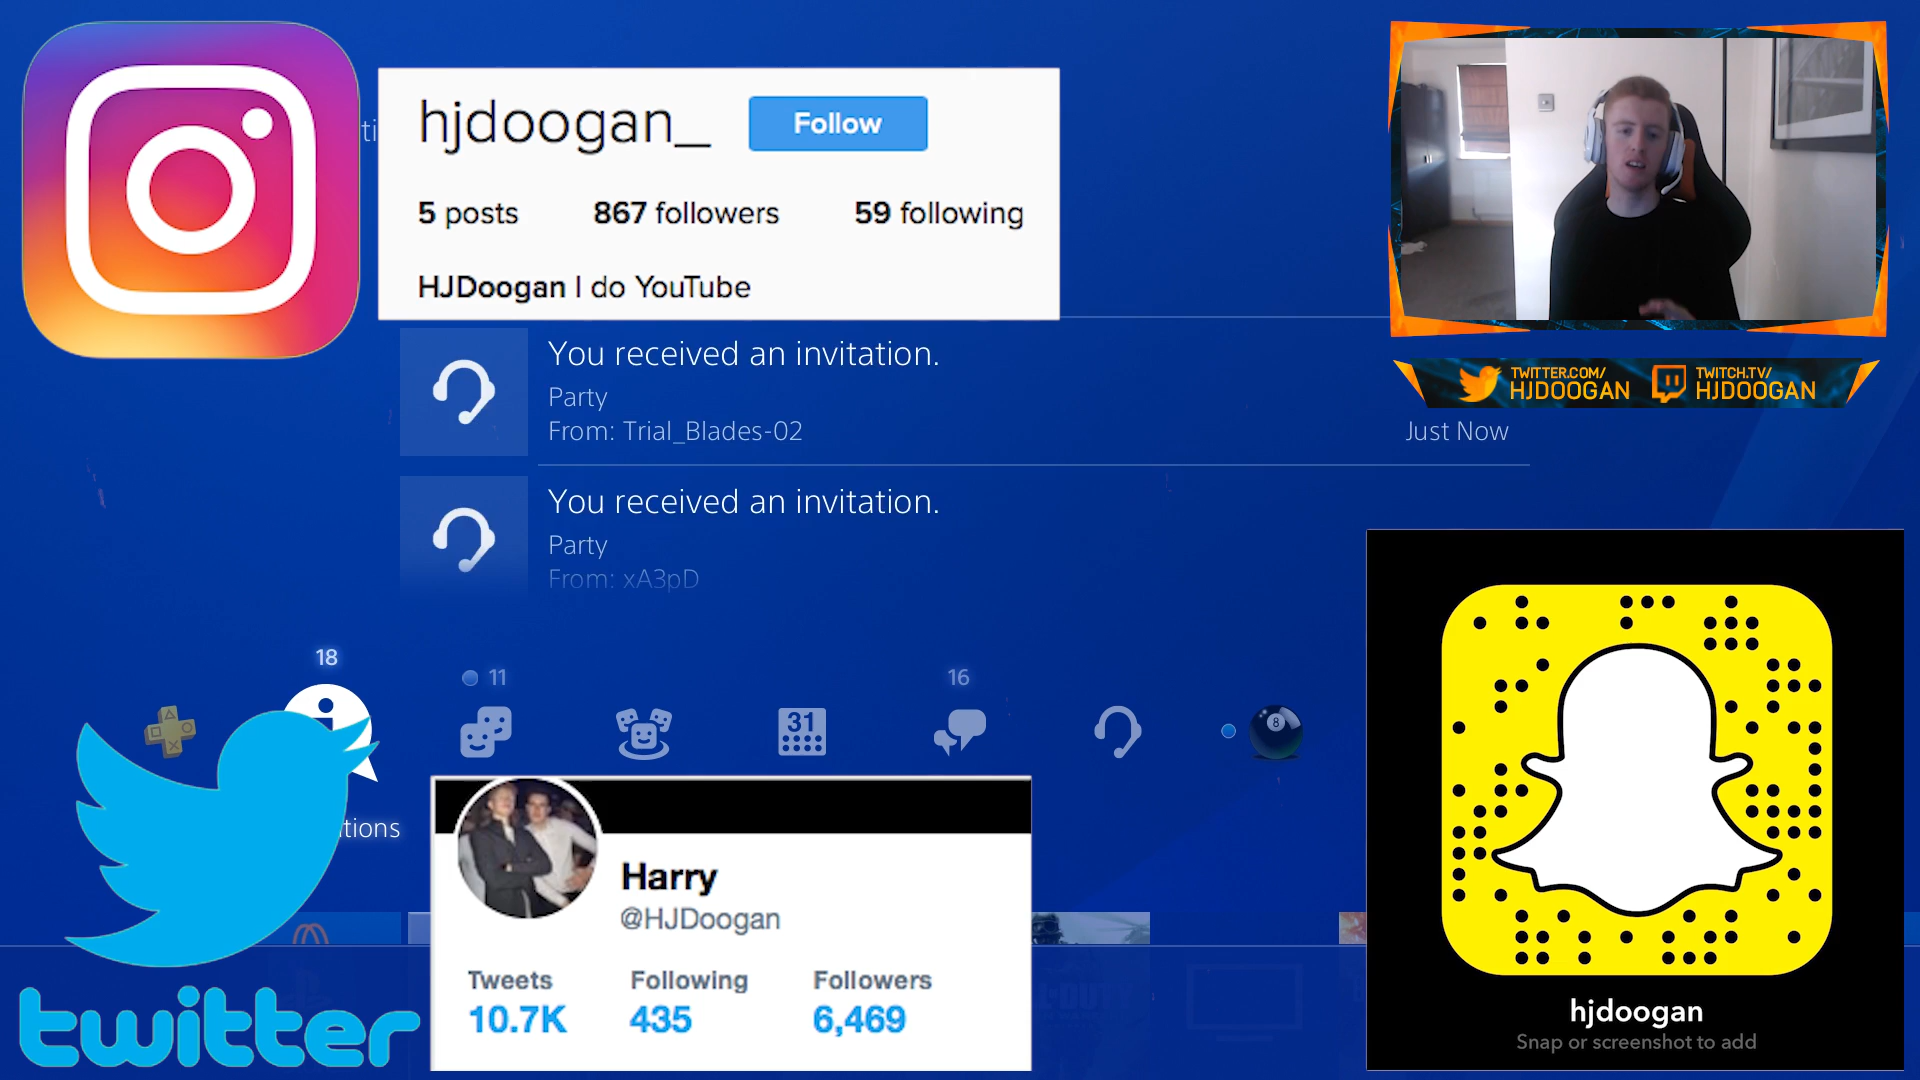 hjdoogan_ Follow
5 posts 867 followers 59 following
HJDoogan I do YouTube
You received an invitation.
Party
From: Trial_Blades-02
Just Now
You received an invitation.
Party
From: xA3pD
TWITTER.COM/
HJDOOGAN
TWITCH.TV/
HJDOOGAN
18
11
31
16
8
tions
Harry
@HJDoogan
Tweets Following Followers
10.7K 435 6,469
twitter
hjdoogan
Snap or screenshot to add